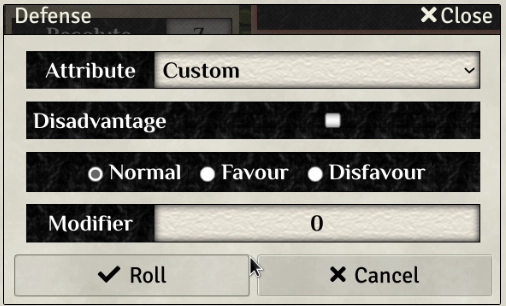 Defense Close
Attribute Custom
Disadvantage
Normal Favour Disfavour
Modifier 0
Roll Cancel